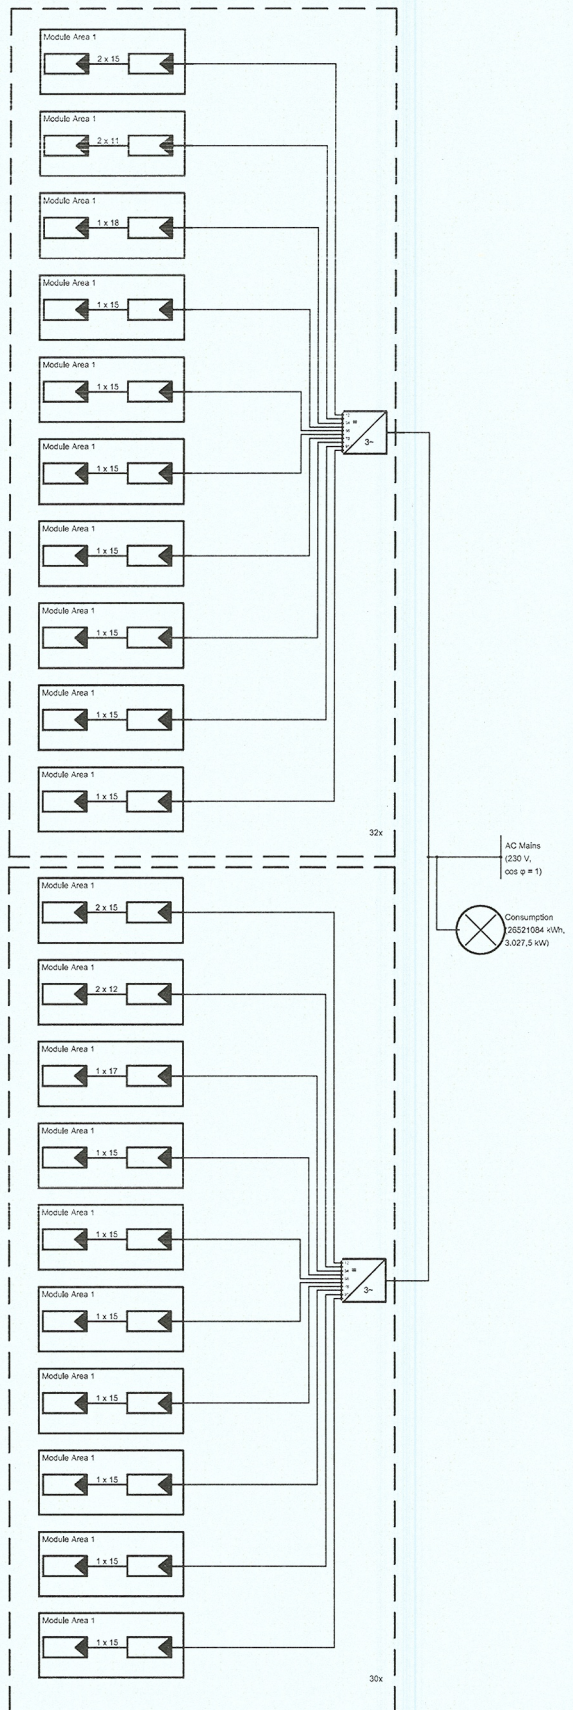 Module Area 1
2 x 15
Module Area 1
2 x 11
Module Area 1
1 x 18
Module Area 1
1 x 15
Module Area 1
1 x 15
Module Area 1
1 x 15
Module Area 1
1 x 15
Module Area 1
1 x 15
Module Area 1
1 x 15
Module Area 1
1 x 15
3~
32x
AC Mains
(230 V,
cos φ = 1)
Consumption
(26521084 kWh,
3.027,5 kW)
Module Area 1
2 x 15
Module Area 1
2 x 12
Module Area 1
1 x 17
Module Area 1
1 x 15
Module Area 1
1 x 15
Module Area 1
1 x 15
Module Area 1
1 x 15
Module Area 1
1 x 15
Module Area 1
1 x 15
Module Area 1
1 x 15
3~
30x